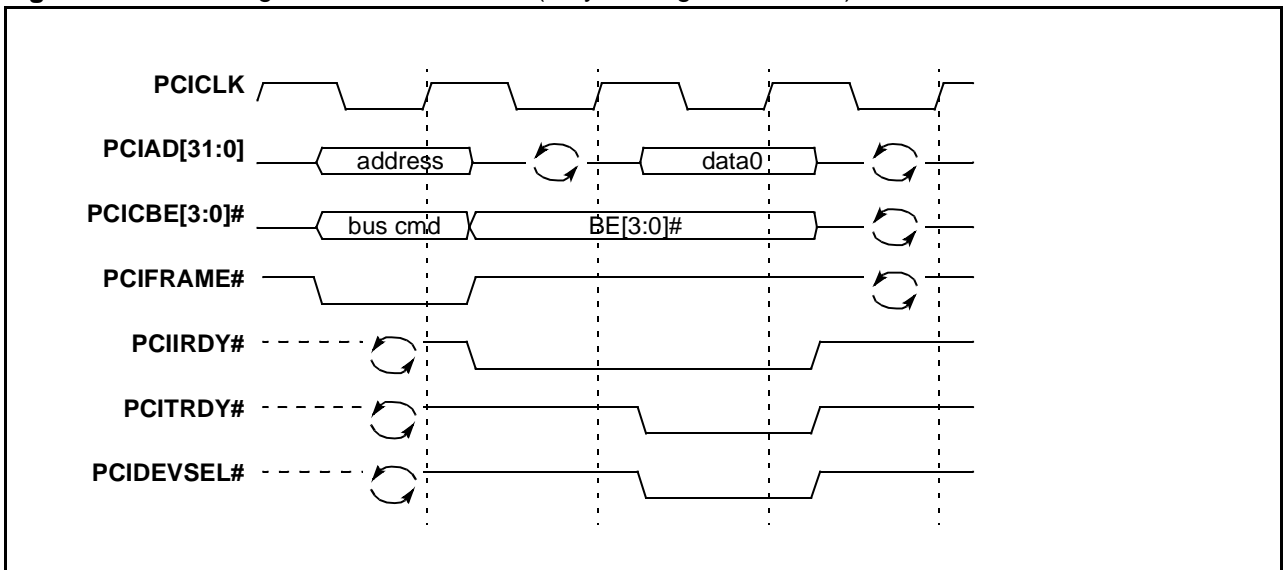 PCICLK
PCIAD[31:0]
address
data0
PCICBE[3:0]#
bus cmd
BE[3:0]#
PCIFRAME#
PCIIRDY#
PCITRDY#
PCIDEVSEL#